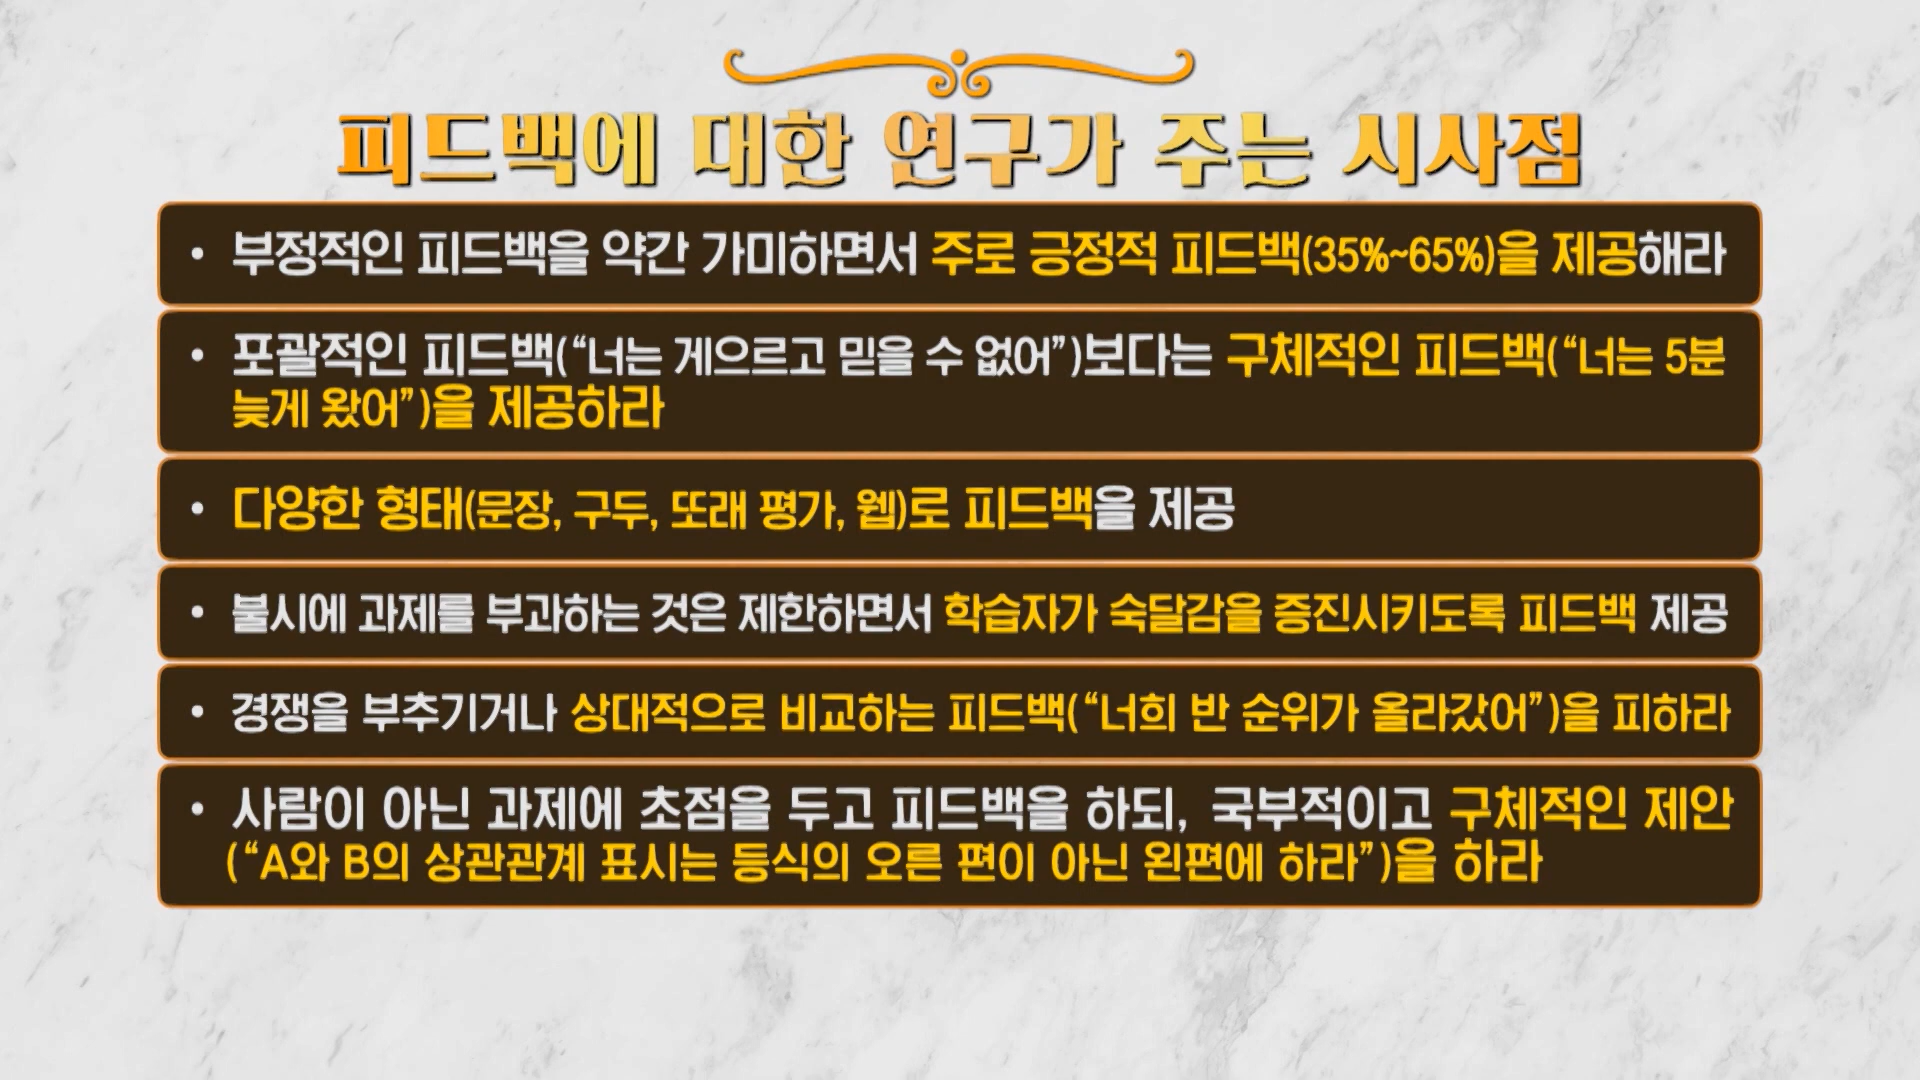 피드백에 대한 연구가 주는 시사점
• 부정적인 피드백을 약간 가미하면서 주로 긍정적 피드백(35%~65%)을 제공해라
• 포괄적인 피드백(“너는 게으르고 믿을 수 없어”)보다는 구체적인 피드백(“너는 5분
늦게 왔어”)을 제공하라
• 다양한 형태(문장, 구두, 또래 평가, 웹)로 피드백을 제공
• 불시에 과제를 부과하는 것은 제한하면서 학습자가 숙달감을 증진시키도록 피드백 제공
• 경쟁을 부추기거나 상대적으로 비교하는 피드백(“너희 반 순위가 올라갔어”)을 피하라
• 사람이 아닌 과제에 초점을 두고 피드백을 하되, 국부적이고 구체적인 제안
(“A와 B의 상관관계 표시는 등식의 오른 편이 아닌 왼편에 하라”)을 하라